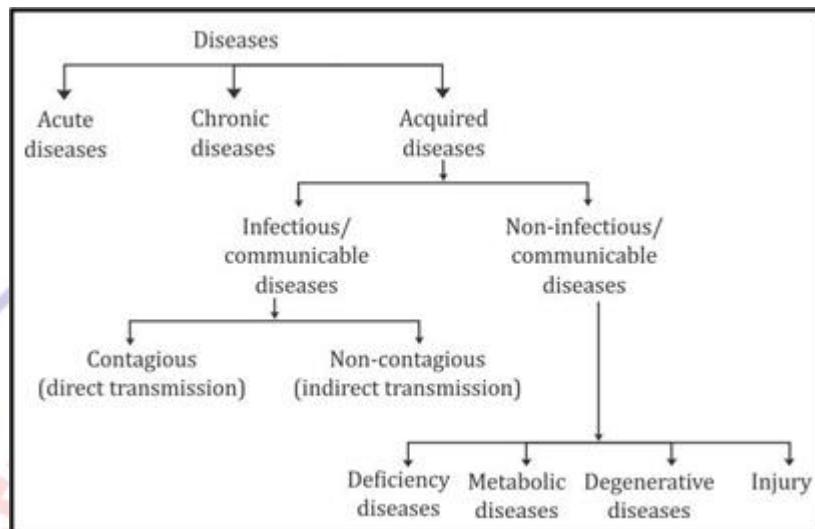 Diseases
Acute
diseases
Chronic
diseases
Acquired
diseases
Infectious/
communicable
diseases
Non-infectious/
communicable
diseases
Contagious
(direct transmission)
Non-contagious
(indirect transmission)
Deficiency
diseases
Metabolic
diseases
Degenerative
diseases
Injury